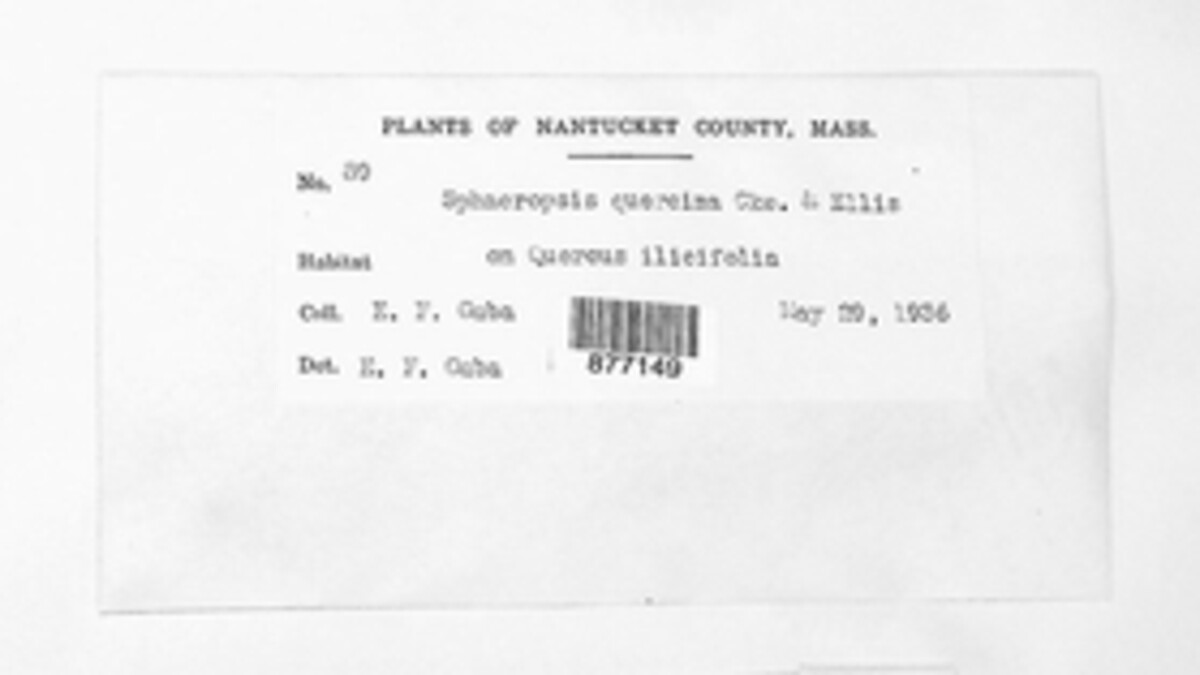 PLANTS OF NANTUCKET COUNTY, MASS.
No.
Sphaeropsis quercina Cke. & Ellis
Habitat on Quercus ilicifolia
Coll. E. F. Guba May 29, 1936
Det. E. F. Guba
877149